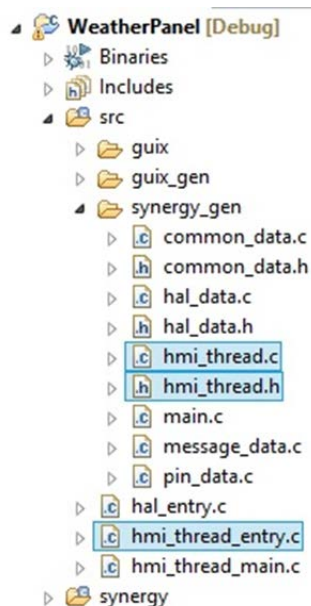 WeatherPanel [Debug]
Binaries
Includes
src
guix
guix_gen
synergy_gen
common_data.c
common_data.h
hal_data.c
hal_data.h
hmi_thread.c
hmi_thread.h
main.c
message_data.c
pin_data.c
hal_entry.c
hmi_thread_entry.c
hmi_thread_main.c
synergy